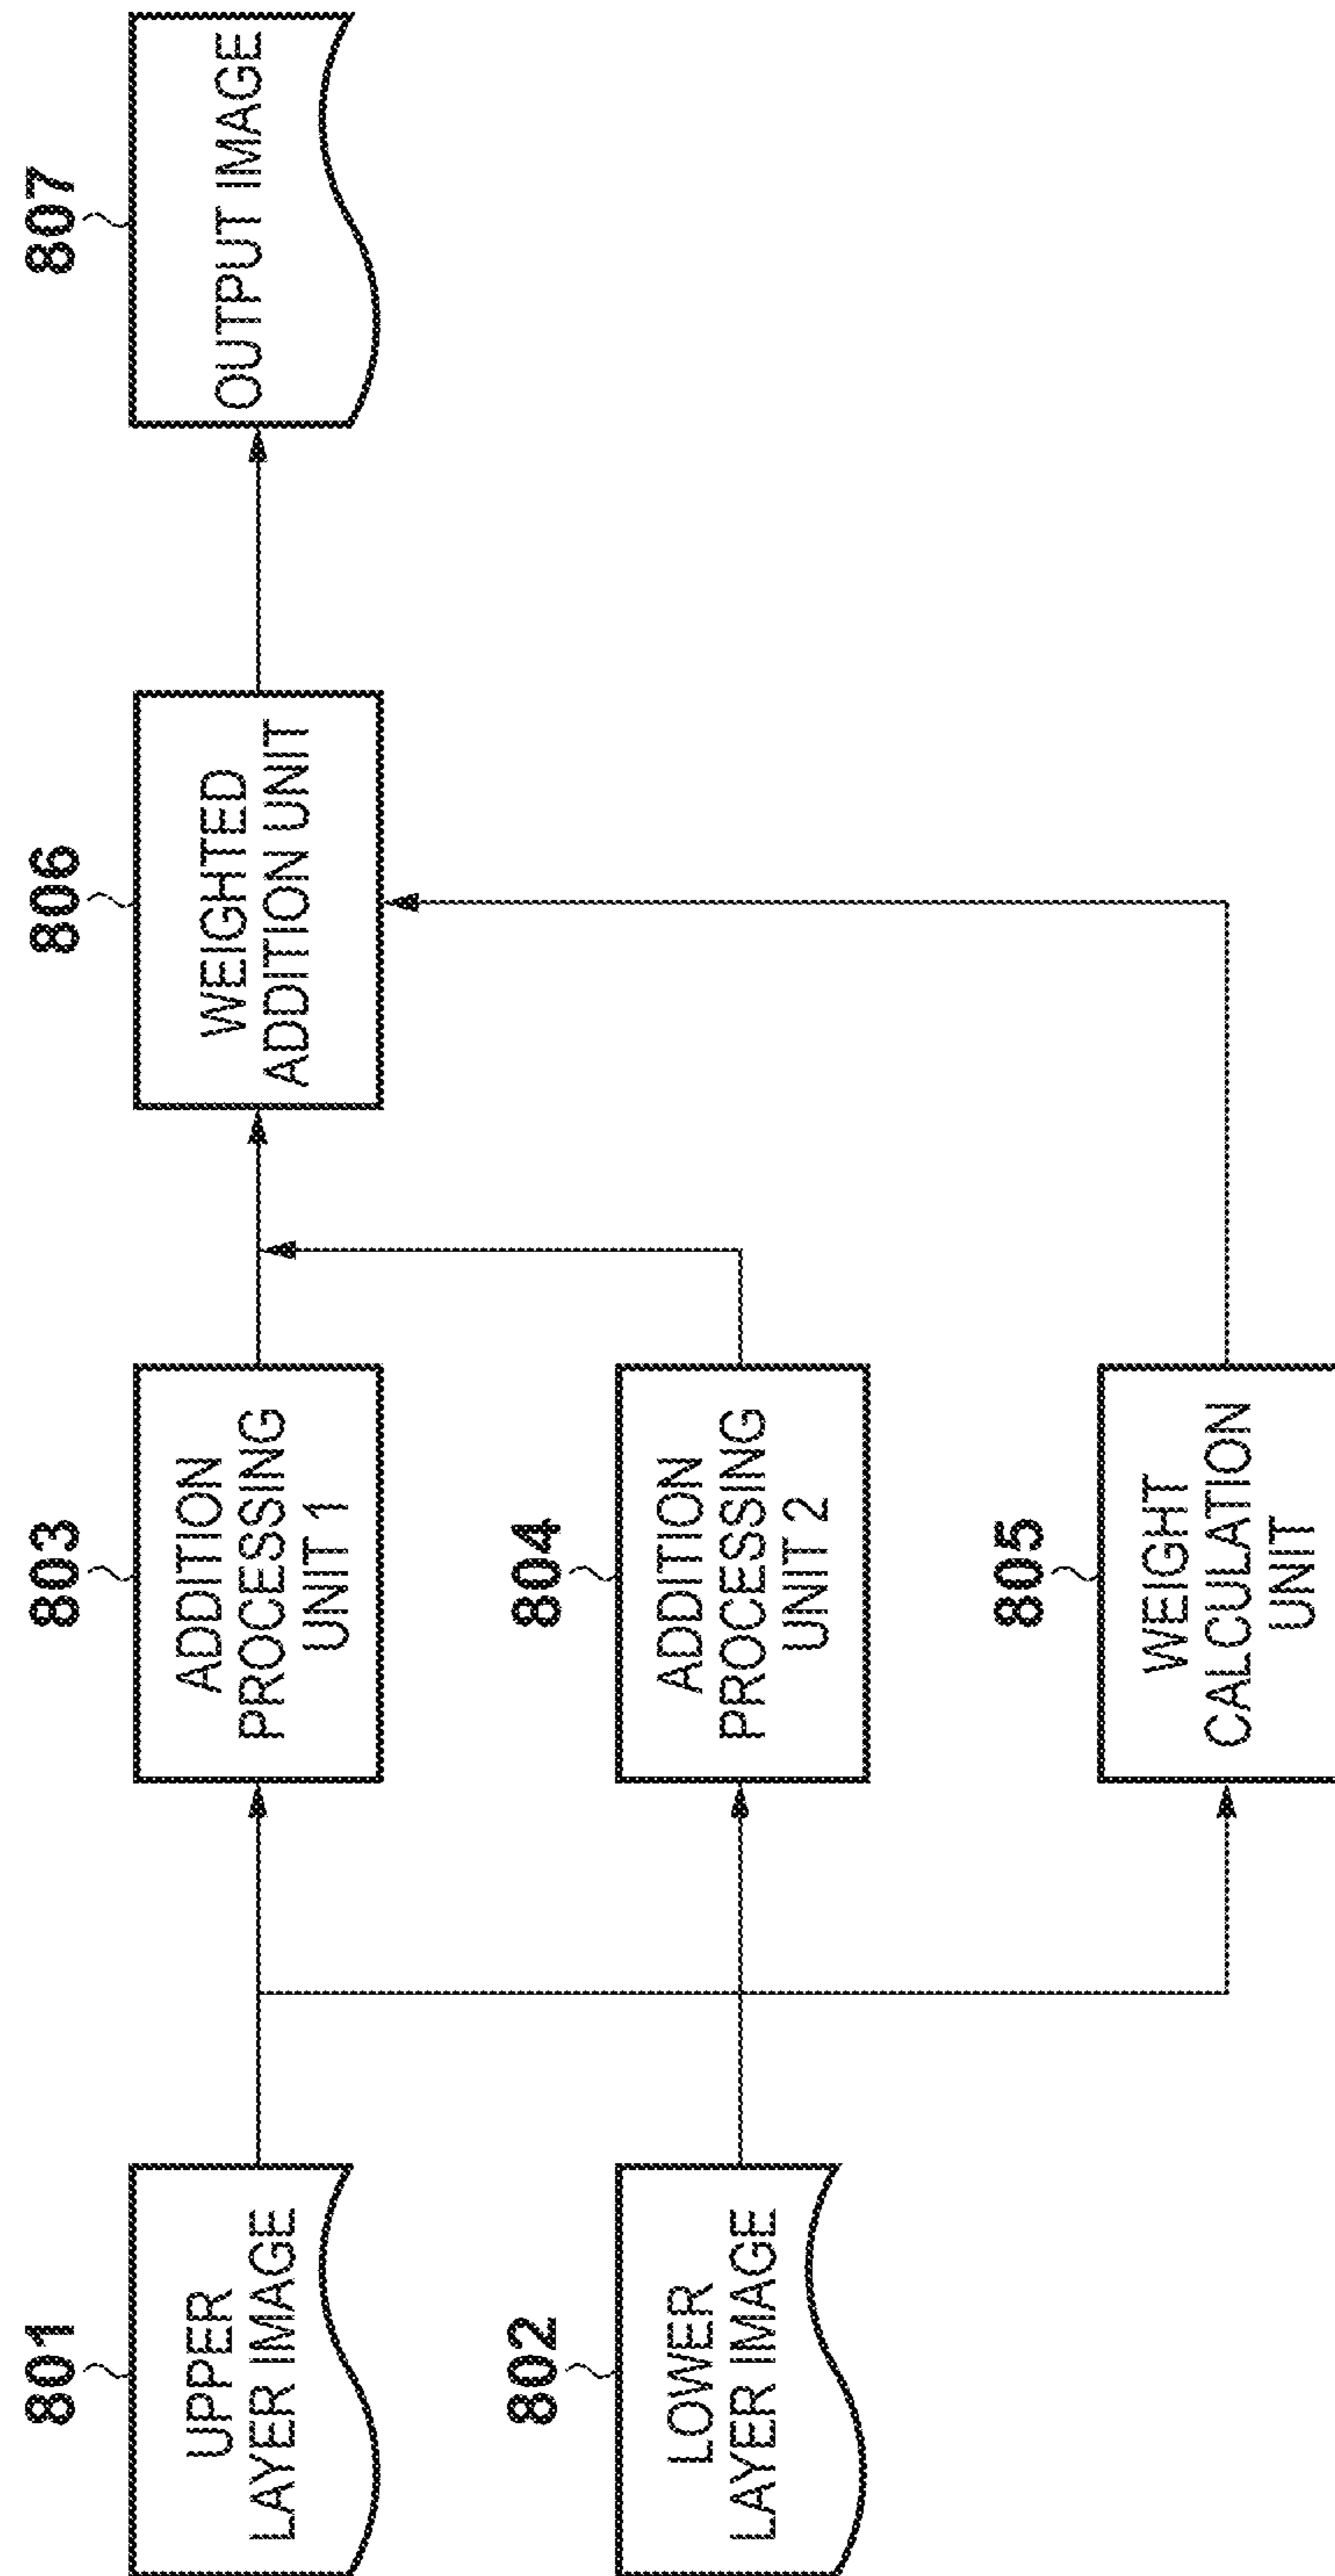 801
UPPER
LAYER IMAGE
802
LOWER
LAYER IMAGE
803
ADDITION
PROCESSING
UNIT 1
804
ADDITION
PROCESSING
UNIT 2
805
WEIGHT
CALCULATION
UNIT
806
WEIGHTED
ADDITION UNIT
807
OUTPUT IMAGE